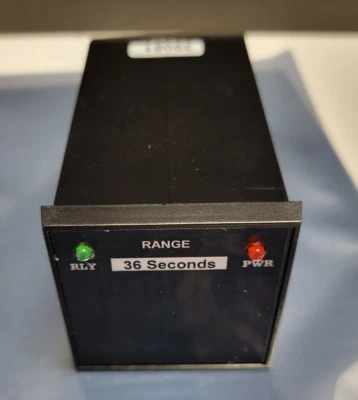 RANGE
RLY
36 Seconds
PWR